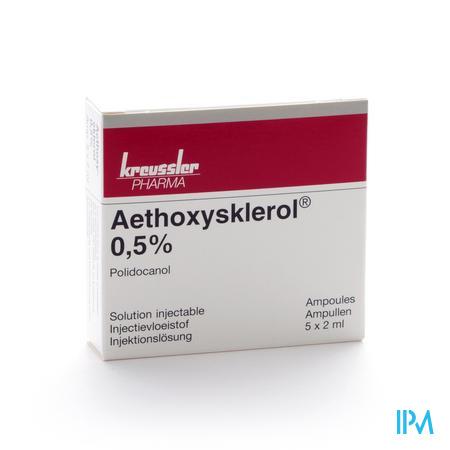 kreussler
PHARMA
Aethoxysklerol®
0,5%
Polidocanol
Solution injectable
Injectievloeistof
Injektionslösung
Ampoules
Ampullen
5 x 2 ml
IPM